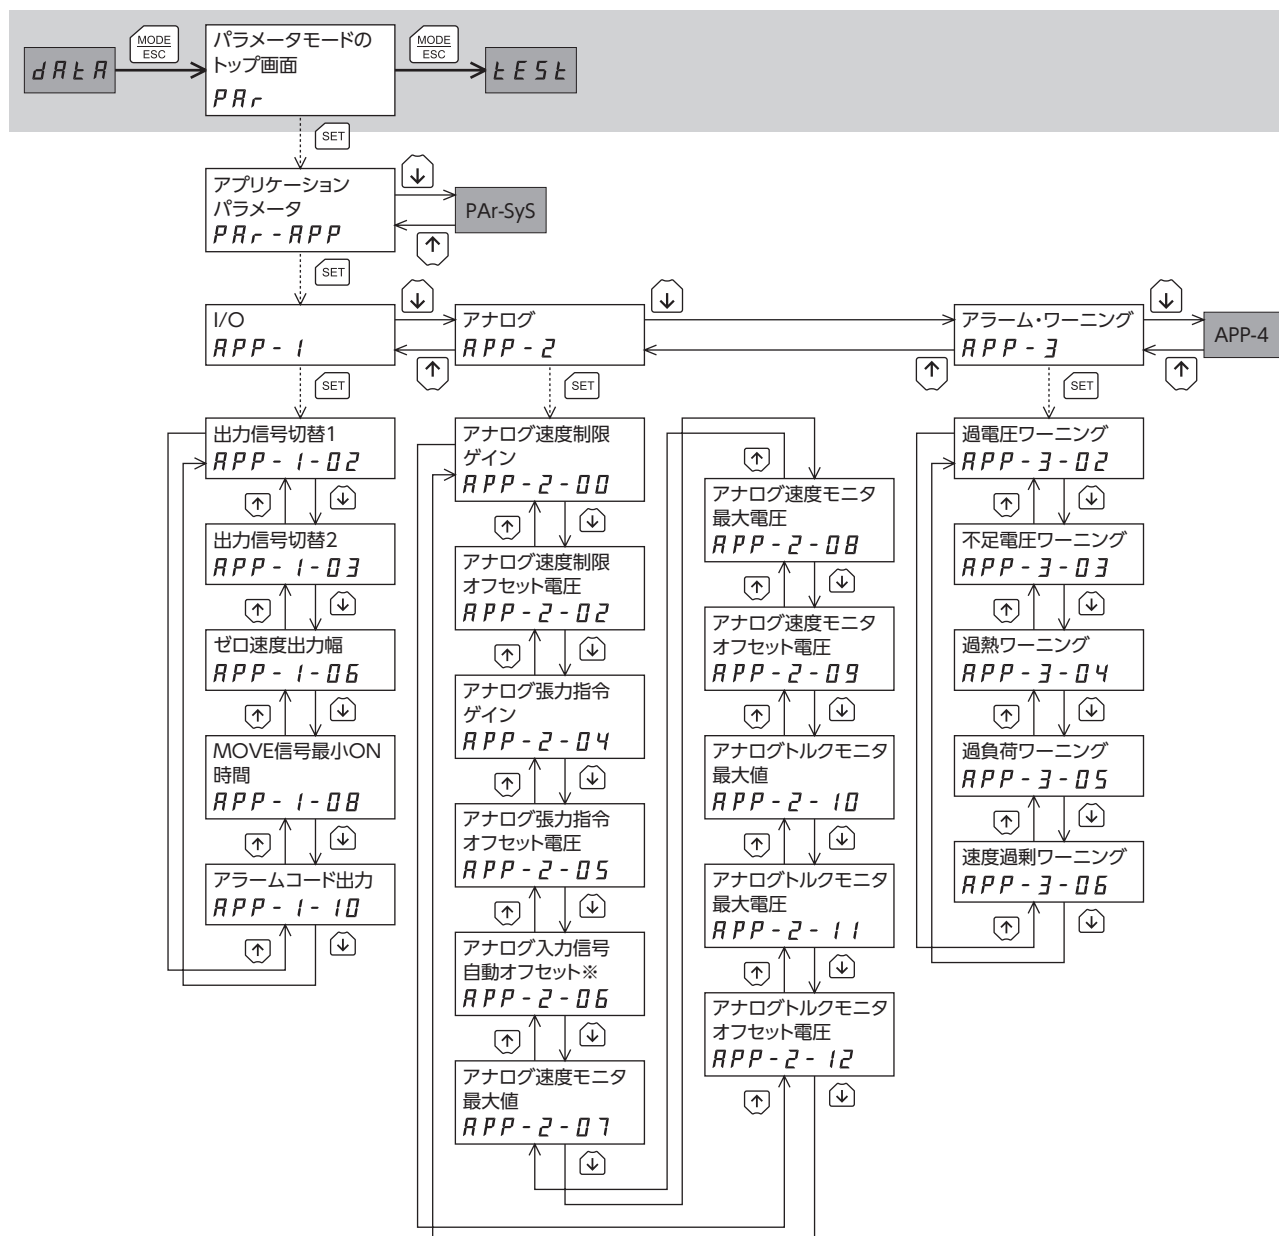 MODE
ESC
MODE
ESC
dAtA
パラメータモードの
トップ画面
PAr
tESt
SET
アプリケーション
パラメータ
PAr-APP
↓
PAr-SyS
↑
SET
I/O
APP-1
↓
↑
アナログ
APP-2
↓
↑
アラーム・ワーニング
APP-3
↓
↑
APP-4
SET
SET
SET
出力信号切替1
APP-1-02
↑ ↓
出力信号切替2
APP-1-03
↑ ↓
ゼロ速度出力幅
APP-1-06
↑ ↓
MOVE信号最小ON
時間
APP-1-08
↑ ↓
アラームコード出力
APP-1-10
↑ ↓
アナログ速度制限
ゲイン
APP-2-00
↑ ↓
アナログ速度制限
オフセット電圧
APP-2-02
↑ ↓
アナログ張力指令
ゲイン
APP-2-04
↑ ↓
アナログ張力指令
オフセット電圧
APP-2-05
↑ ↓
アナログ入力信号
自動オフセット※
APP-2-06
↑ ↓
アナログ速度モニタ
最大値
APP-2-07
↓
↑
アナログ速度モニタ
最大電圧
APP-2-08
↑ ↓
アナログ速度モニタ
オフセット電圧
APP-2-09
↑ ↓
アナログトルクモニタ
最大値
APP-2-10
↑ ↓
アナログトルクモニタ
最大電圧
APP-2-11
↑ ↓
アナログトルクモニタ
オフセット電圧
APP-2-12
↑ ↓
過電圧ワーニング
APP-3-02
↑ ↓
不足電圧ワーニング
APP-3-03
↑ ↓
過熱ワーニング
APP-3-04
↑ ↓
過負荷ワーニング
APP-3-05
↑ ↓
速度過剰ワーニング
APP-3-06
↑ ↓